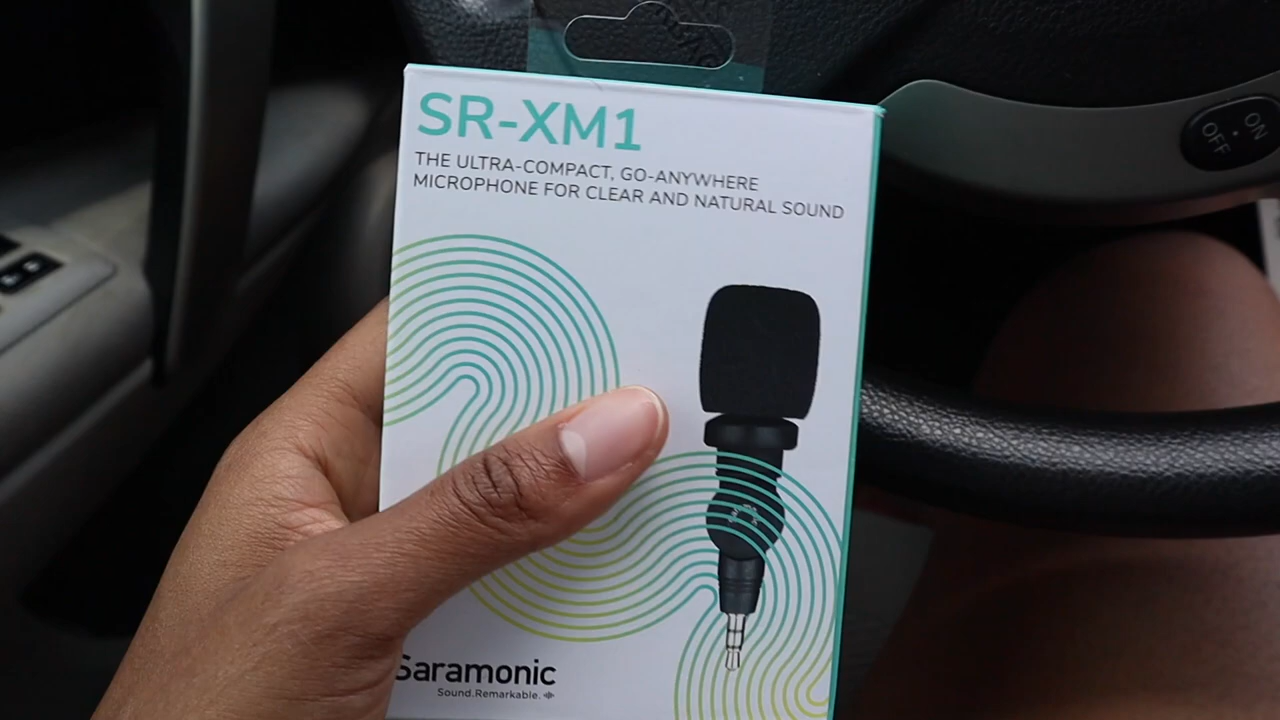 SR-XM1
THE ULTRA-COMPACT, GO-ANYWHERE
MICROPHONE FOR CLEAR AND NATURAL SOUND
ON
OFF
Saramonic
Sound.Remarkable.